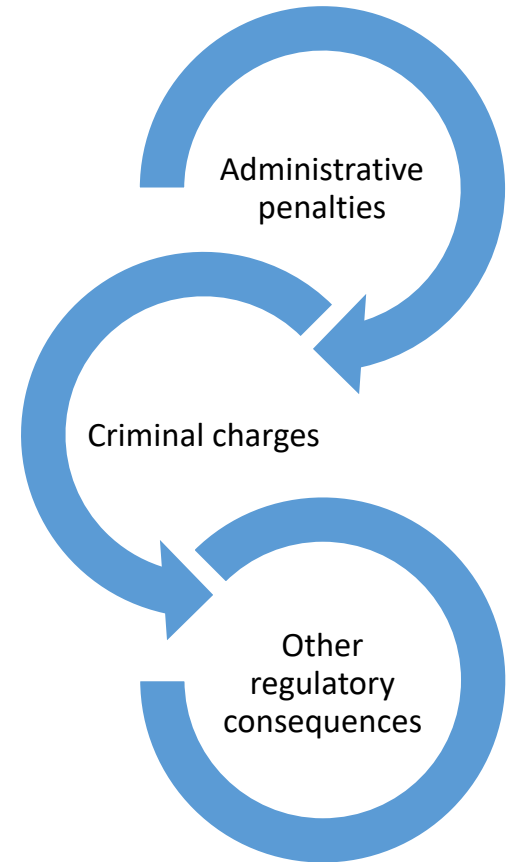 Administrative
penalties
Criminal charges
Other
regulatory
consequences